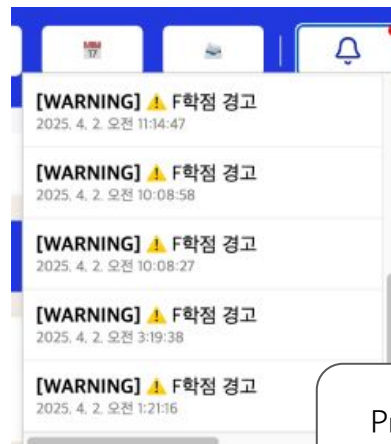 [WARNING] ⚠ F학점 경고
2025. 4. 2. 오전 11:14:47
[WARNING] ⚠ F학점 경고
2025. 4. 2. 오전 10:08:58
[WARNING] ⚠ F학점 경고
2025. 4. 2. 오전 10:08:27
[WARNING] ⚠ F학점 경고
2025. 4. 2. 오전 3:19:38
[WARNING] ⚠ F학점 경고
2025. 4. 2. 오전 1:21:16